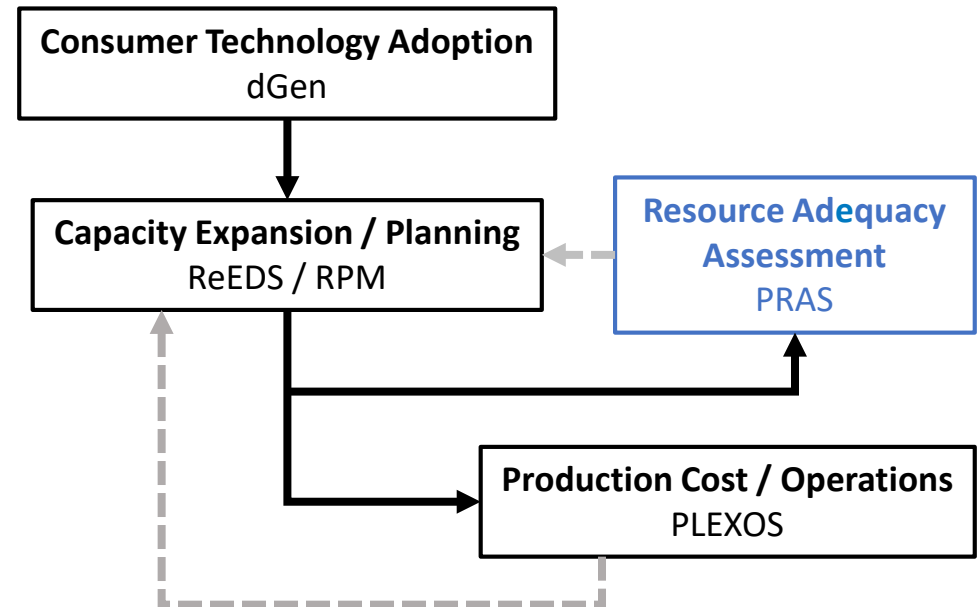 Consumer Technology Adoption
dGen
Capacity Expansion / Planning
ReEDS / RPM
Resource Adequacy
Assessment
PRAS
Production Cost / Operations
PLEXOS